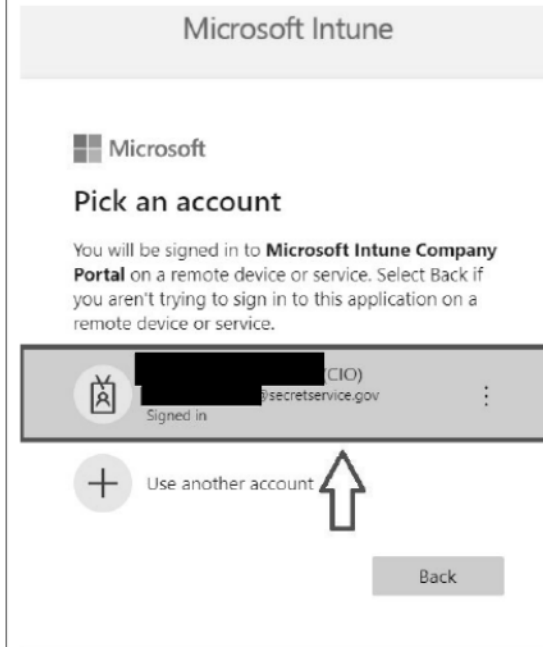 Microsoft Intune
Microsoft
Pick an account
You will be signed in to Microsoft Intune Company
Portal on a remote device or service. Select Back if
you aren't trying to sign in to this application on a
remote device or service.
(CIO)
@secretservice.gov
Signed in
Use another account
Back